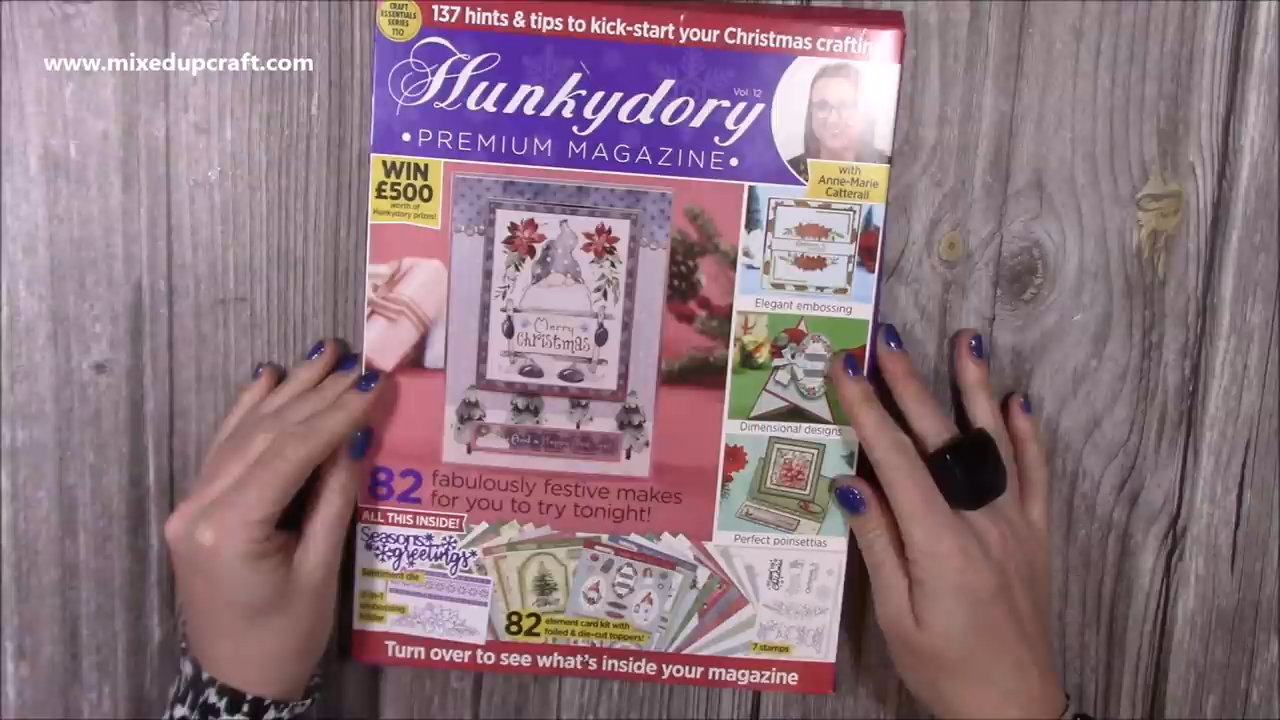 www.mixedupcraft.com
CRAFT
ESSENTIALS
SERIES
110
137 hints & tips to kick-start your Christmas craftin
Hunkydory
Vol 12
•PREMIUM MAGAZINE•
with
Anne-Marie
Catterall
WIN
£500
worth of
Hunkydory prizes!
Merry
Christmas
Elegant embossing
Dimensional designs
Perfect poinsettias
82 fabulously festive makes
for you to try tonight!
ALL THIS INSIDE!
Seasons
greetings
Sentiment die
embossing
folder
82 element card kit with
foiled & die-cut toppers!
7 stamps
Turn over to see what's inside your magazine